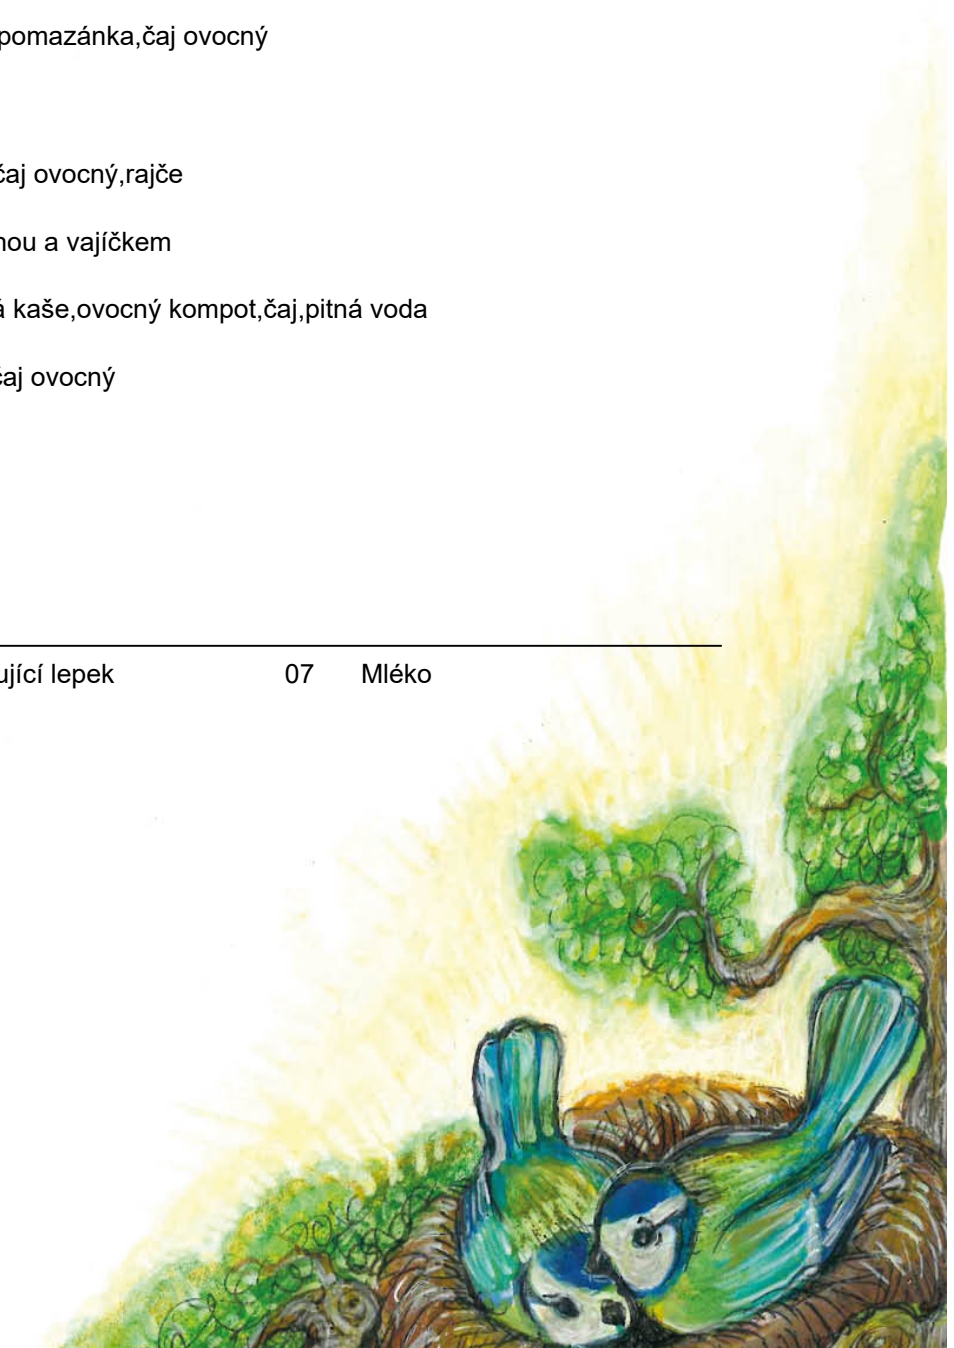 pomazánka,čaj ovocný
čaj ovocný,rajče
nou a vajíčkem
á kaše,ovocný kompot,čaj,pitná voda
čaj ovocný
ující lepek 07 Mléko